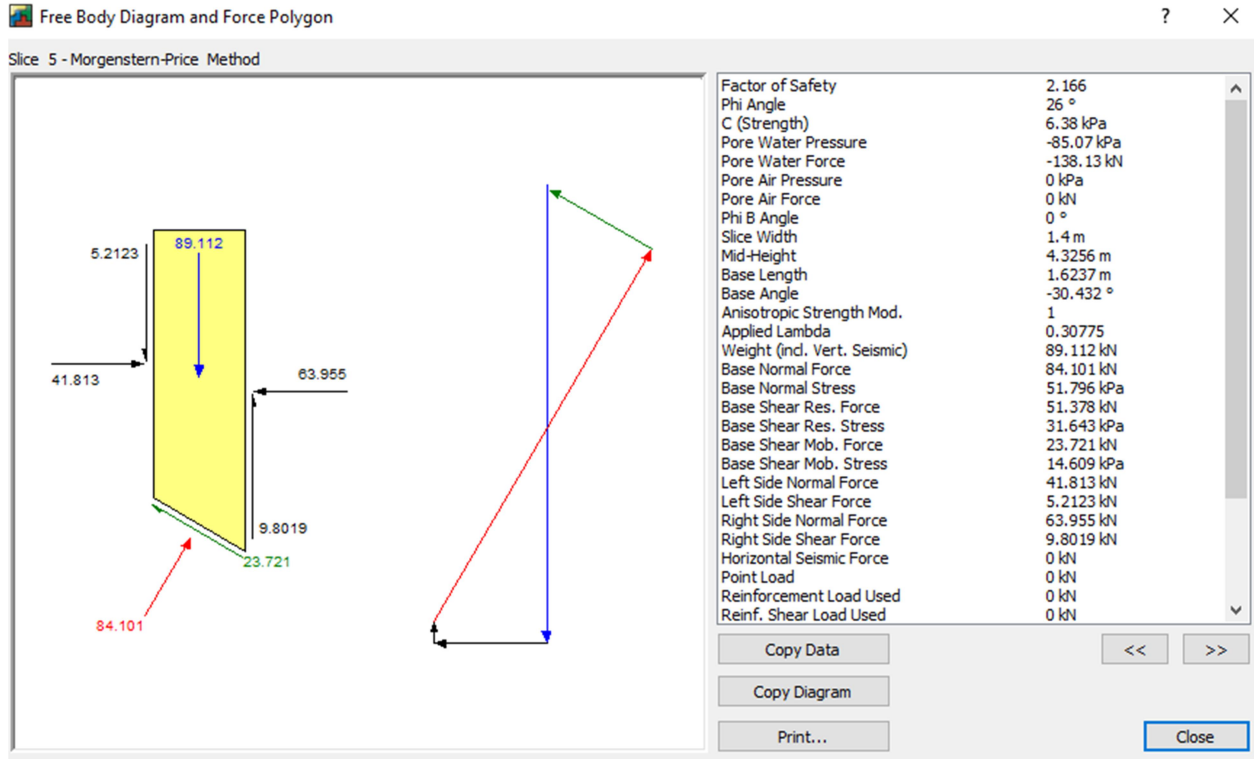 Free Body Diagram and Force Polygon
?
Slice 5 - Morgenstern-Price Method
5.2123
89.112
41.813
63.955
9.8019
23.721
84.101
Factor of Safety 2.166
Phi Angle 26 °
C (Strength) 6.38 kPa
Pore Water Pressure -85.07 kPa
Pore Water Force -138.13 kN
Pore Air Pressure 0 kPa
Pore Air Force 0 kN
Phi B Angle 0 °
Slice Width 1.4 m
Mid-Height 4.3256 m
Base Length 1.6237 m
Base Angle -30.432 °
Anisotropic Strength Mod. 1
Applied Lambda 0.30775
Weight (incl. Vert. Seismic) 89.112 kN
Base Normal Force 84.101 kN
Base Normal Stress 51.796 kPa
Base Shear Res. Force 51.378 kN
Base Shear Res. Stress 31.643 kPa
Base Shear Mob. Force 23.721 kN
Base Shear Mob. Stress 14.609 kPa
Left Side Normal Force 41.813 kN
Left Side Shear Force 5.2123 kN
Right Side Normal Force 63.955 kN
Right Side Shear Force 9.8019 kN
Horizontal Seismic Force 0 kN
Point Load 0 kN
Reinforcement Load Used 0 kN
Reinf. Shear Load Used 0 kN
Copy Data
<< >>
Copy Diagram
Print...
Close